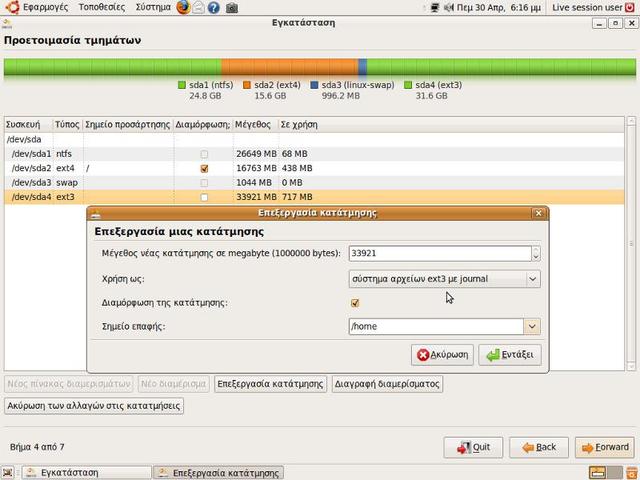 Εφαρμογές Τοποθεσίες Σύστημα Πεμ 30 Απρ, 6:16 μμ Live session user
Εγκατάσταση
Προετοιμασία τμημάτων
sda1 (ntfs) sda2 (ext4) sda3 (linux-swap) sda4 (ext3)
24.8 GB 15.6 GB 996.2 MB 31.6 GB
Συσκευή Τύπος Σημείο προσάρτησης Διαμόρφωση; Μέγεθος Σε χρήση
/dev/sda
/dev/sda1 ntfs 26649 MB 68 MB
/dev/sda2 ext4 / 16763 MB 438 MB
/dev/sda3 swap 1044 MB 0 MB
/dev/sda4 ext3 33921 MB 717 MB
Επεξεργασία κατάτμησης
Επεξεργασία μιας κατάτμησης
Μέγεθος νέας κατάτμησης σε megabyte (1000000 bytes): 33921
Χρήση ως: σύστημα αρχείων ext3 με journal
Διαμόρφωση της κατάτμησης:
Σημείο επαφής: /home
Ακύρωση Εντάξει
Νέος πίνακας διαμερισμάτων Νέο διαμέρισμα Επεξεργασία κατάτμησης Διαγραφή διαμερίσματος
Ακύρωση των αλλαγών στις κατατμήσεις
Βήμα 4 από 7 Quit Back Forward
Εγκατάσταση Επεξεργασία κατάτμησης